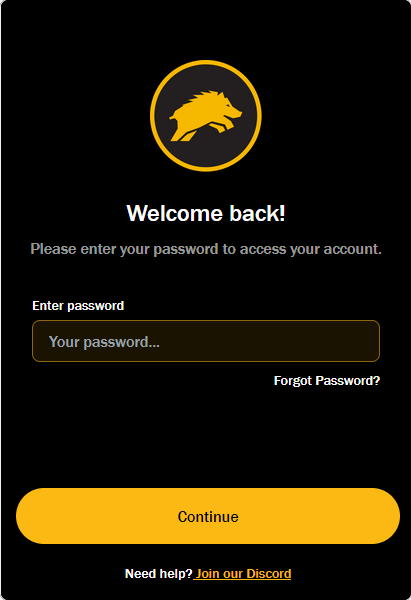 Welcome back!
Please enter your password to access your account.
Enter password
Your password...
Forgot Password?
Continue
Need help? Join our Discord